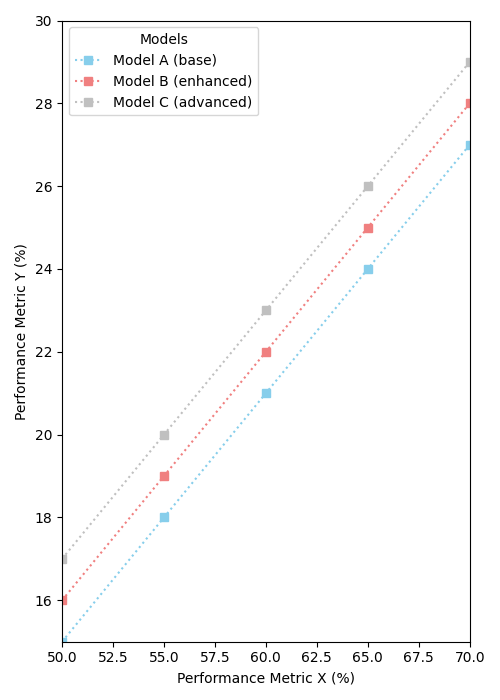 30
28
26
24
22
20
18
16
Performance Metric Y (%)
Models
Model A (base)
Model B (enhanced)
Model C (advanced)
50.0 52.5 55.0 57.5 60.0 62.5 65.0 67.5 70.0
Performance Metric X (%)